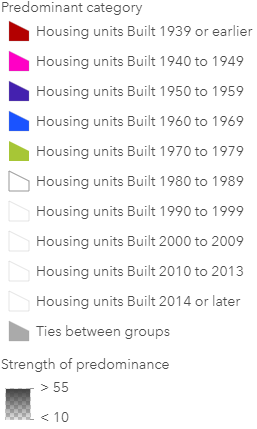 Predominant category
Housing units Built 1939 or earlier
Housing units Built 1940 to 1949
Housing units Built 1950 to 1959
Housing units Built 1960 to 1969
Housing units Built 1970 to 1979
Housing units Built 1980 to 1989
Housing units Built 1990 to 1999
Housing units Built 2000 to 2009
Housing units Built 2010 to 2013
Housing units Built 2014 or later
Ties between groups
Strength of predominance
> 55
< 10